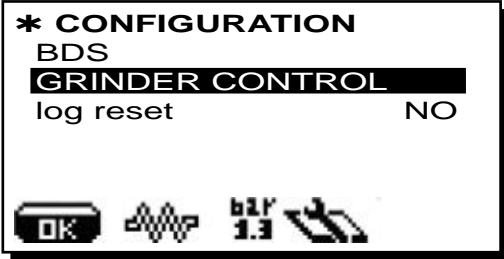 * CONFIGURATION
BDS
GRINDER CONTROL
log reset NO
OK
bar
1.3